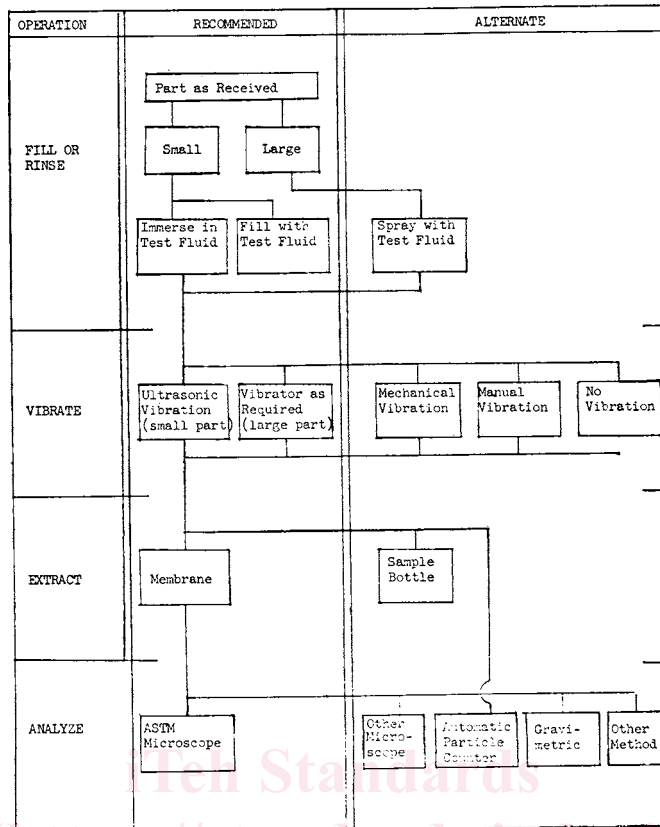 OPERATION
RECOMMENDED
ALTERNATE
FILL OR
RINSE
Part as Received
Small
Large
Immerse in
Test Fluid
Fill with
Test Fluid
Spray with
Test Fluid
VIBRATE
Ultrasonic
Vibration
(small part)
Vibrator as
Required
(large part)
Mechanical
Vibration
Manual
Vibration
No
Vibration
EXTRACT
Membrane
Sample
Bottle
ANALYZE
ASTM
Microscope
Other
Micro-
scope
Automatic
Particle
Counter
Gravi-
metric
Other
Method
iTeh Standards